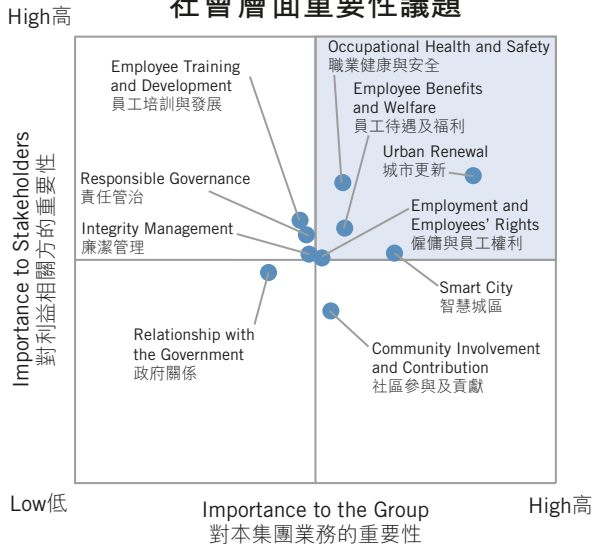 社會層面重要性議題
High高
Occupational Health and Safety
職業健康與安全
Employee Training
and Development
員工培訓與發展
Employee Benefits
and Welfare
員工待遇及福利
Urban Renewal
城市更新
Responsible Governance
責任管治
Employment and
Employees' Rights
僱傭與員工權利
Integrity Management
廉潔管理
Smart City
智慧城區
Relationship with
the Government
政府關係
Community Involvement
and Contribution
社區參與及貢獻
Importance to Stakeholders
對利益相關方的重要性
Low低
Importance to the Group
對本集團業務的重要性
High高